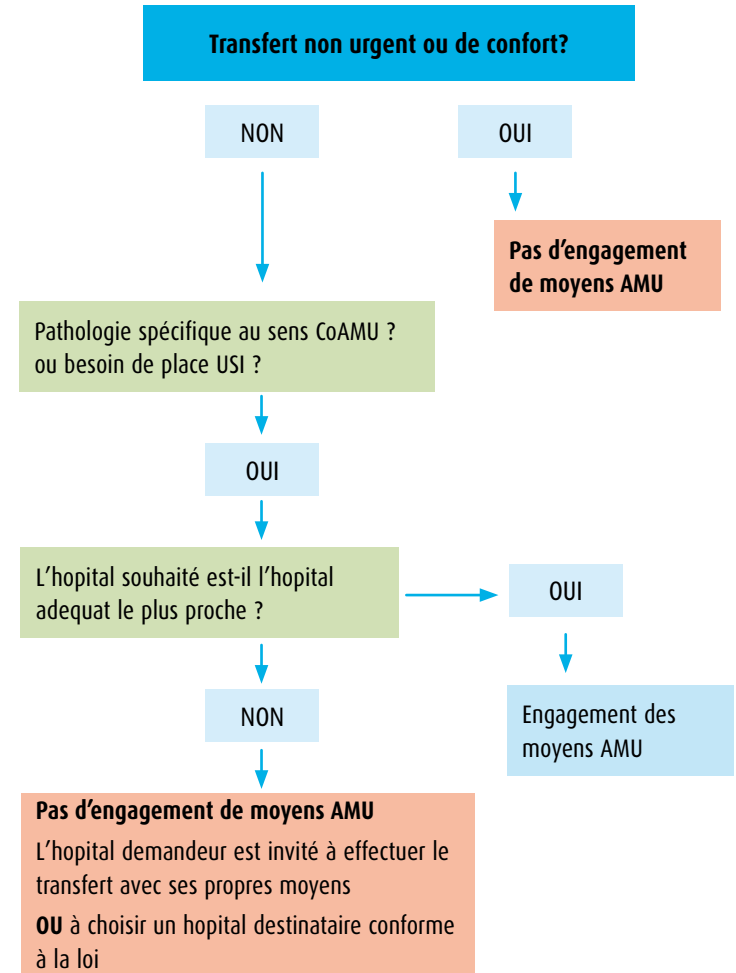 Transfert non urgent ou de confort?
NON
OUI
Pas d'engagement
de moyens AMU
Pathologie spécifique au sens CoAMU ?
ou besoin de place USI ?
OUI
L'hopital souhaité est-il l'hopital
adequat le plus proche ?
OUI
NON
Engagement des
moyens AMU
Pas d'engagement de moyens AMU
L'hopital demandeur est invité à effectuer le
transfert avec ses propres moyens
OU à choisir un hopital destinataire conforme
à la loi